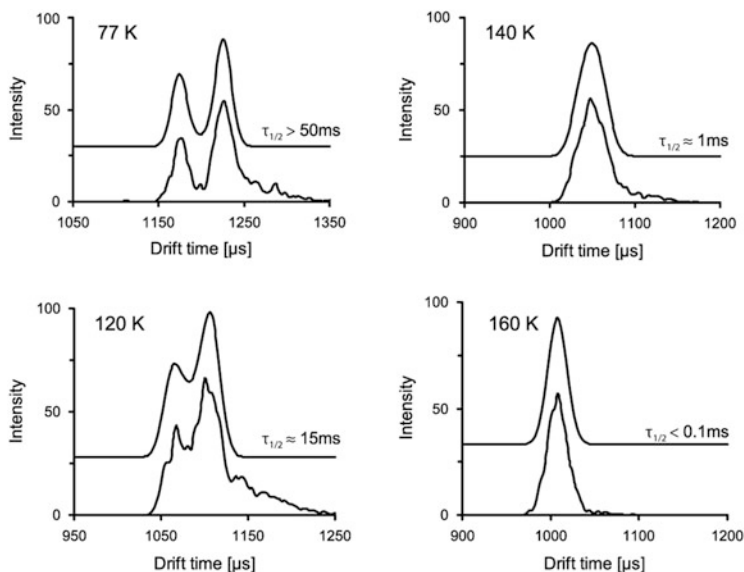 77 K
Intensity
100
50
0
τ1/2 > 50ms
1050 1150 1250 1350
Drift time [µs]
140 K
Intensity
100
50
0
τ1/2 ≈ 1ms
900 1000 1100 1200
Drift time [µs]
120 K
Intensity
100
50
0
τ1/2 ≈ 15ms
950 1050 1150 1250
Drift time [µs]
160 K
Intensity
100
50
0
τ1/2 < 0.1ms
900 1000 1100 1200
Drift time [µs]